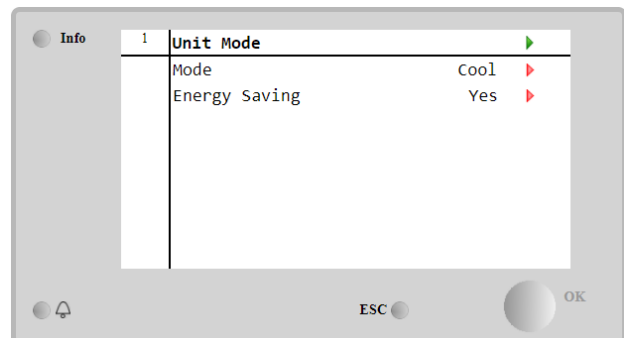 Info
1 Unit Mode
Mode Cool
Energy Saving Yes
ESC
OK